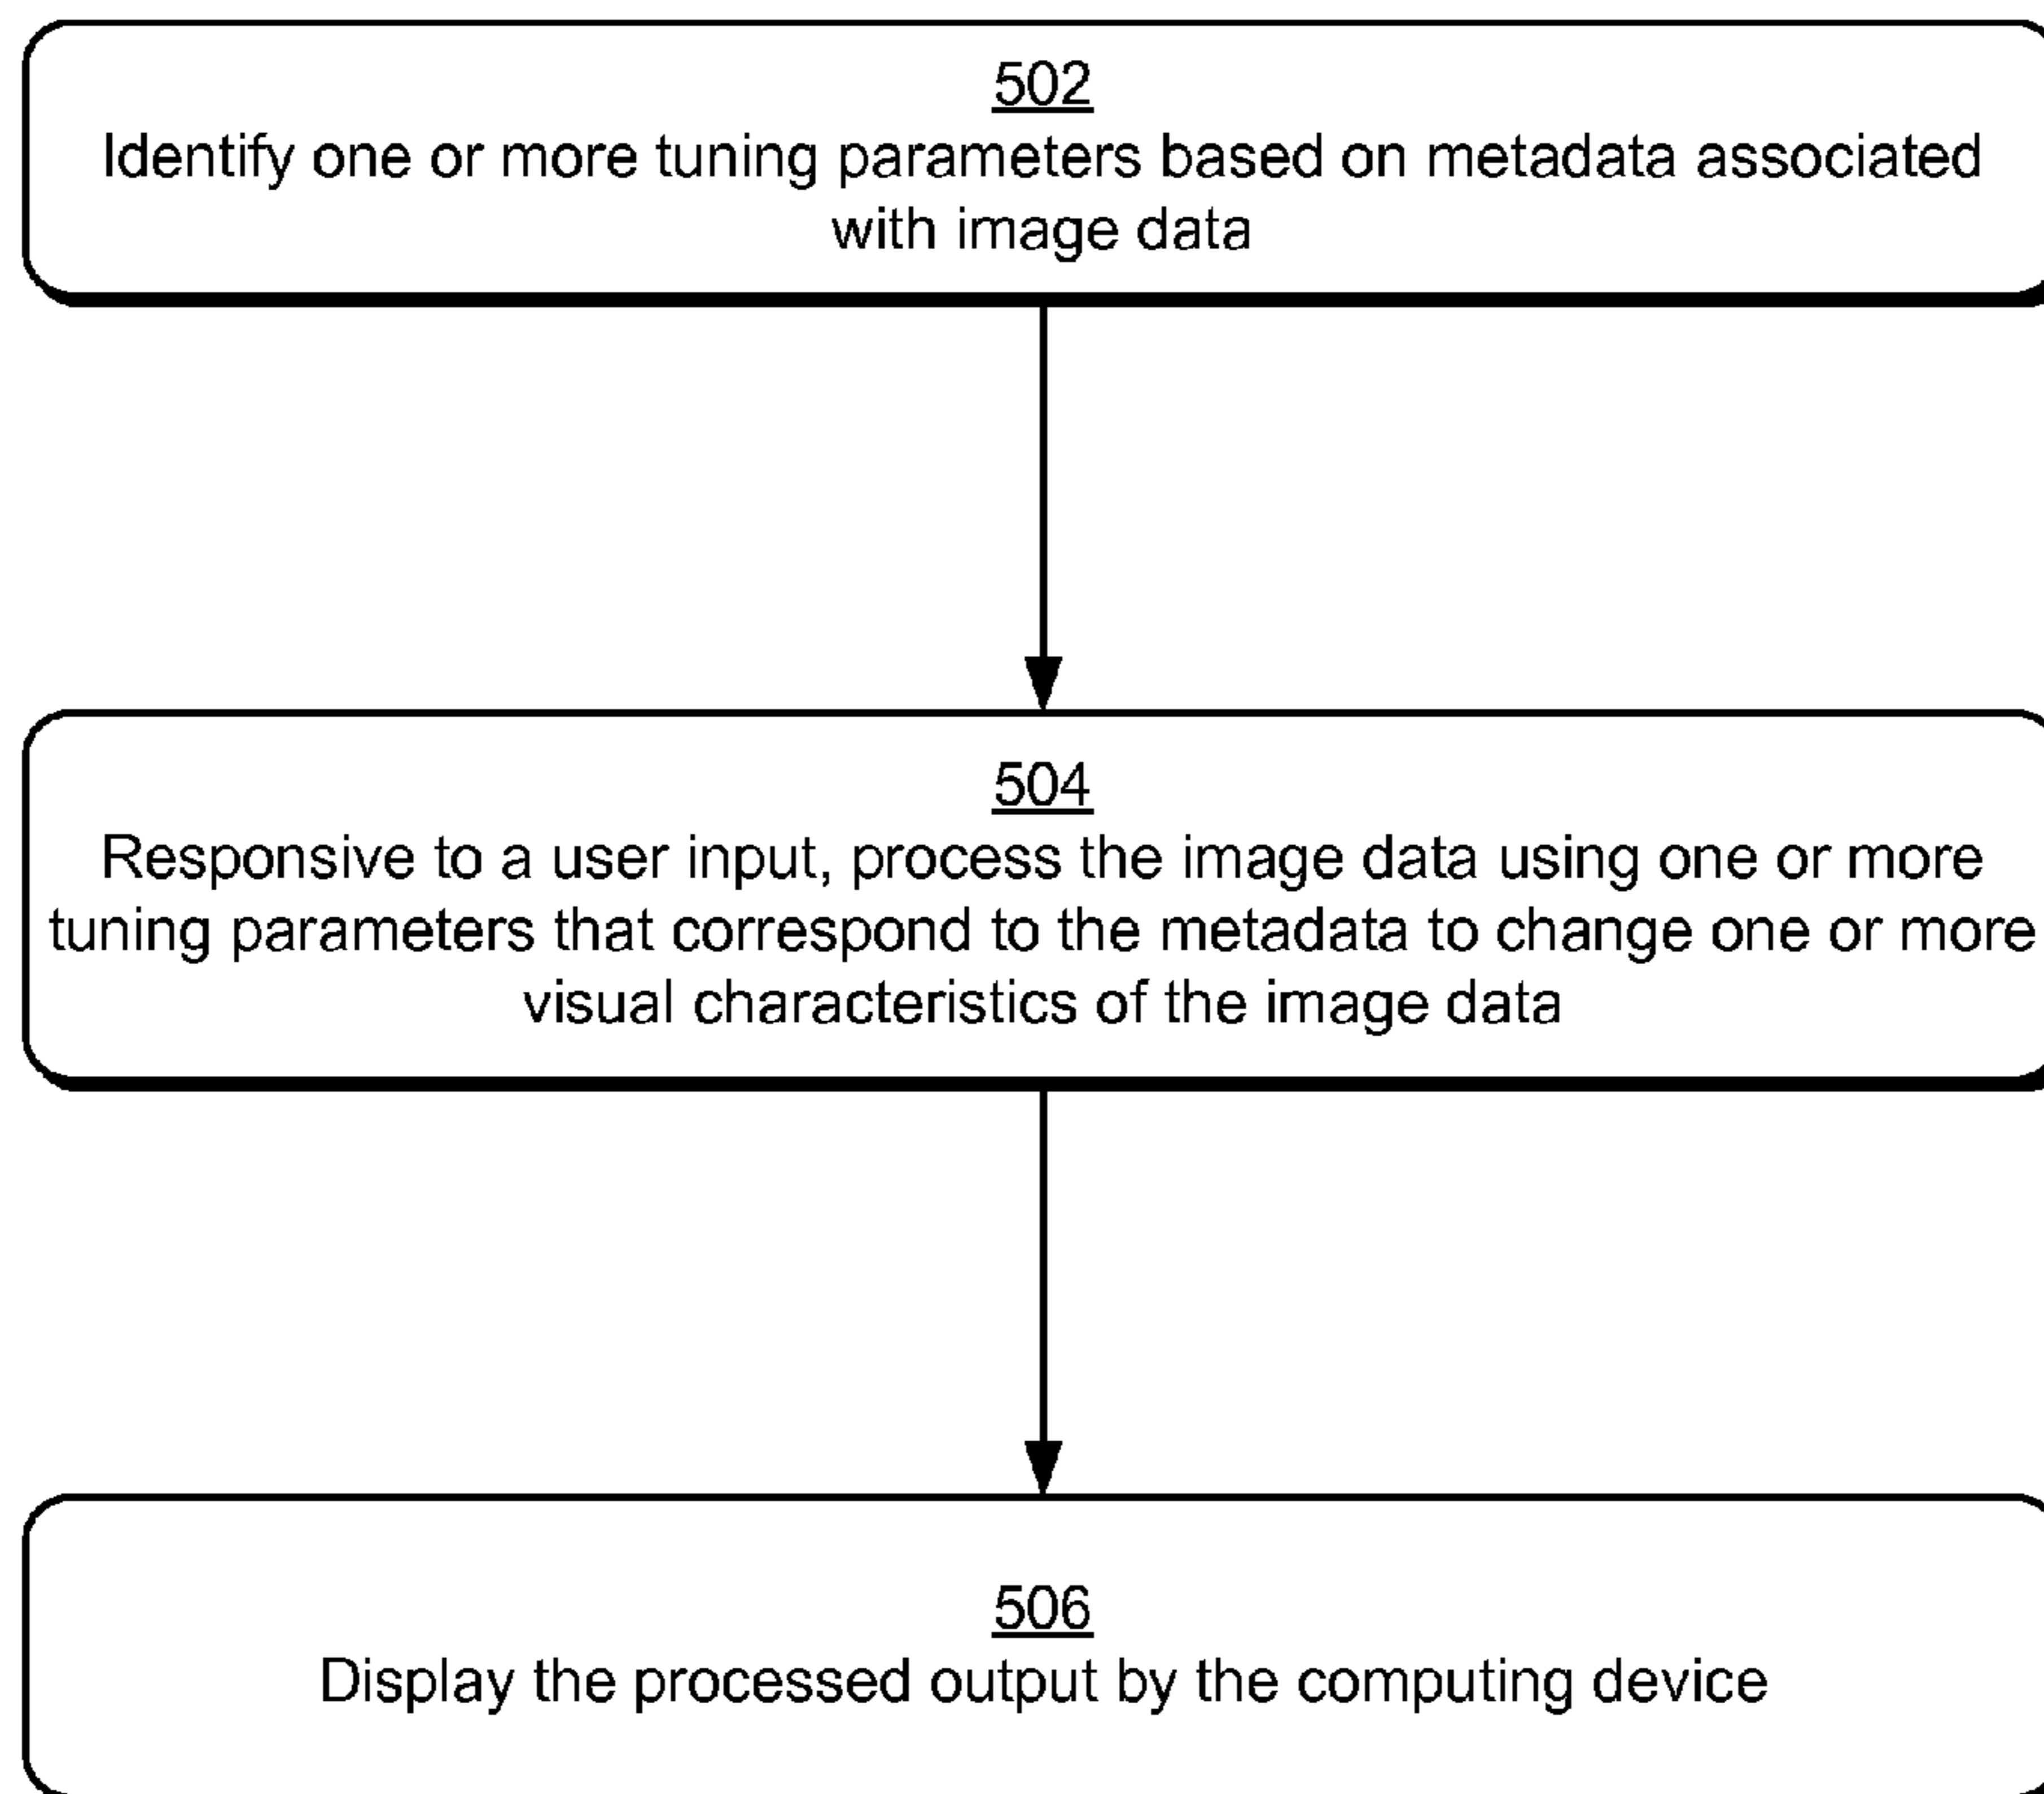 502
Identify one or more tuning parameters based on metadata associated
with image data
504
Responsive to a user input, process the image data using one or more
tuning parameters that correspond to the metadata to change one or more
visual characteristics of the image data
506
Display the processed output by the computing device